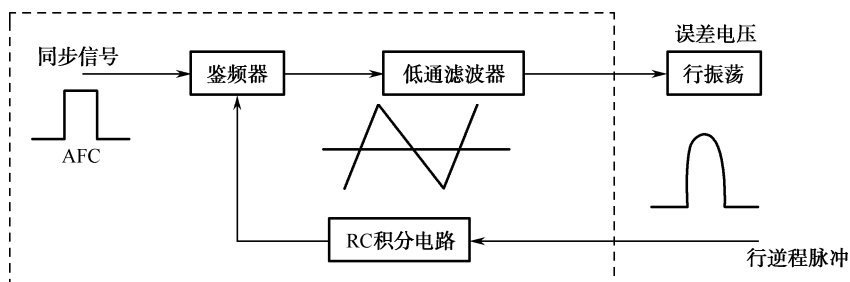 误差电压
同步信号
鉴频器
低通滤波器
行振荡
AFC
RC积分电路
行逆程脉冲